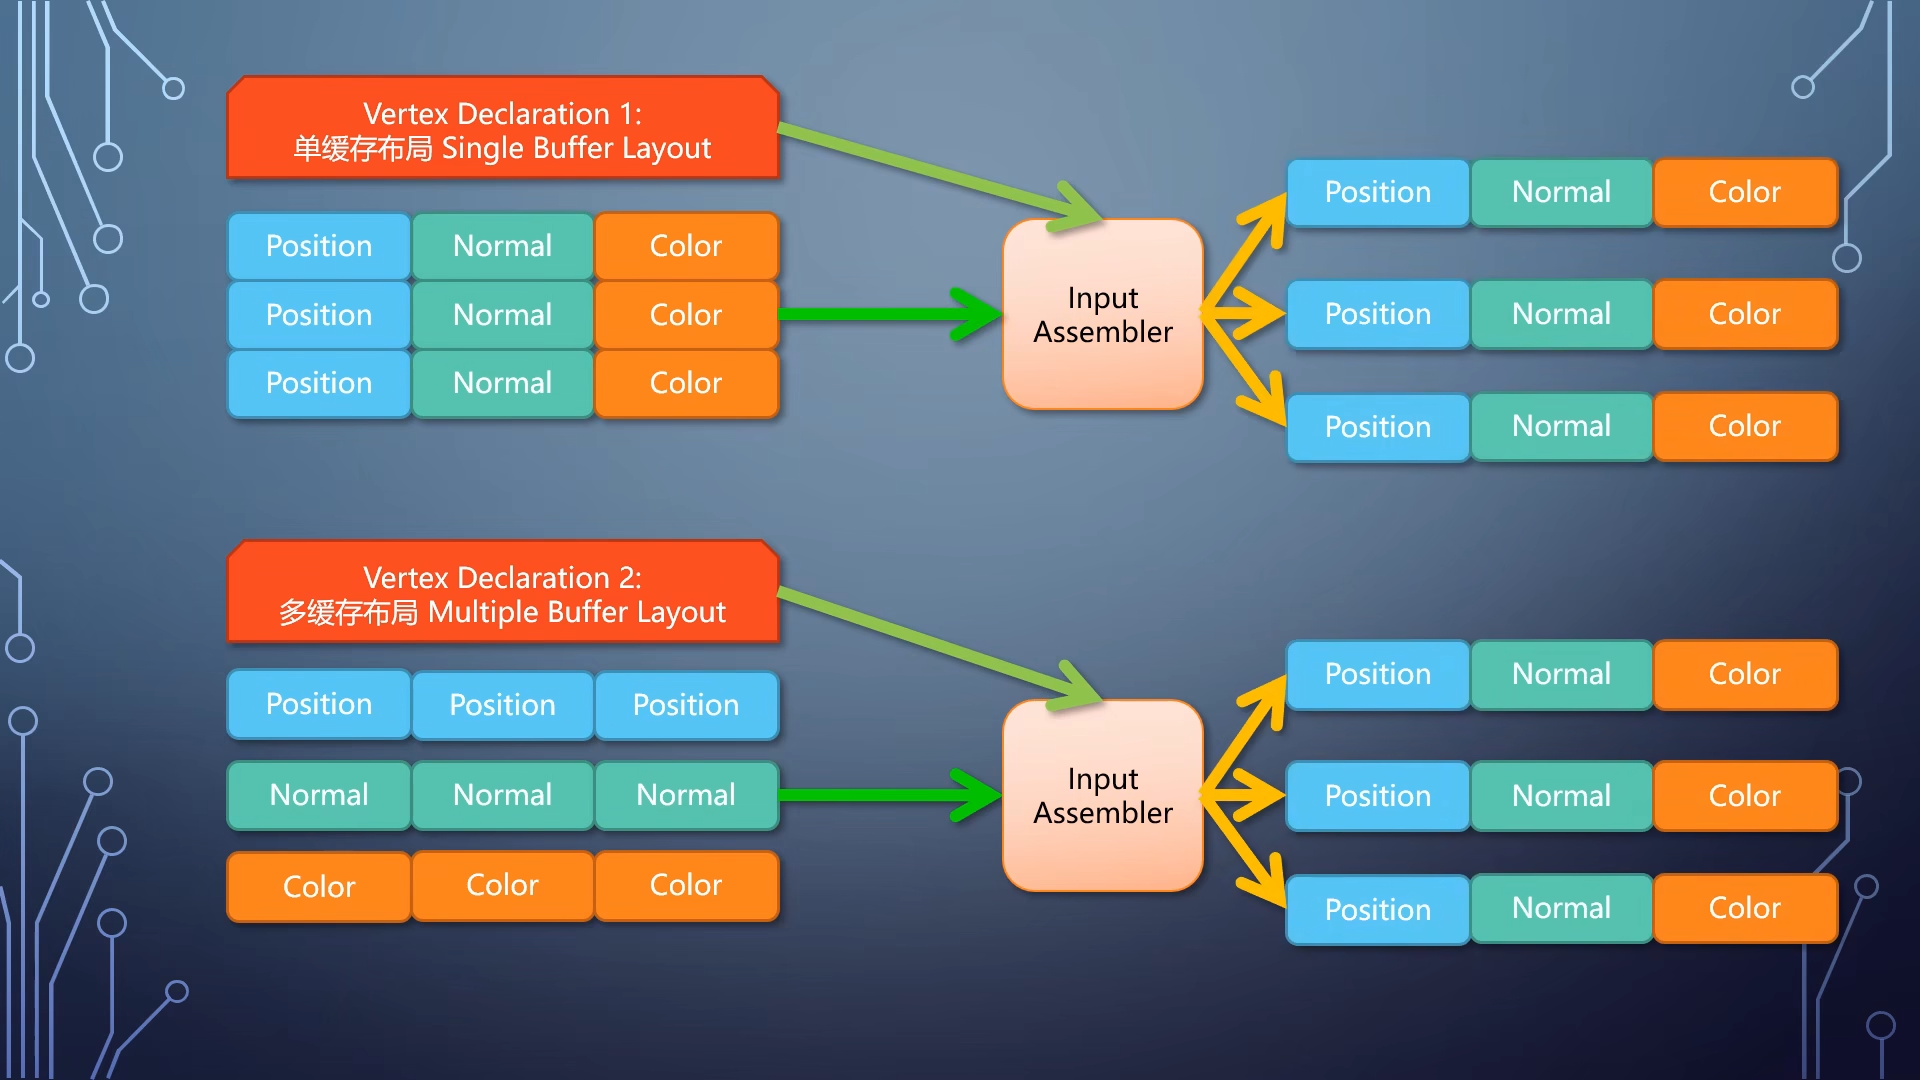 Vertex Declaration 1:
单缓存布局 Single Buffer Layout
Position Normal Color
Position Normal Color
Position Normal Color
Input
Assembler
Position Normal Color
Position Normal Color
Position Normal Color
Vertex Declaration 2:
多缓存布局 Multiple Buffer Layout
Position Position Position
Normal Normal Normal
Color Color Color
Input
Assembler
Position Normal Color
Position Normal Color
Position Normal Color